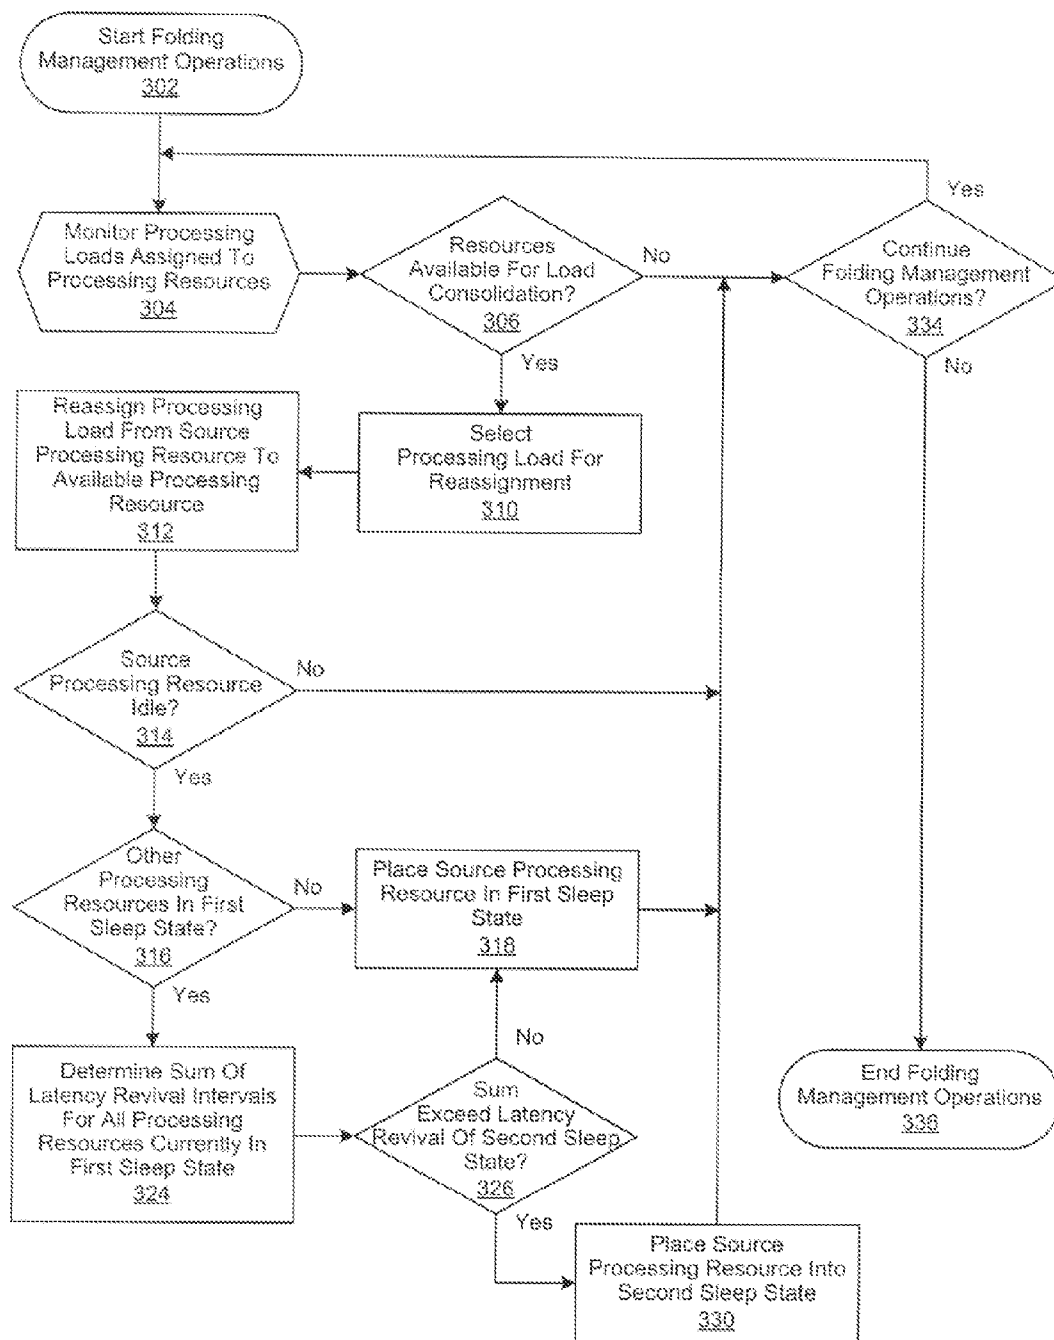 Start Folding
Management Operations
302
Yes
Monitor Processing
Loads Assigned To
Processing Resources
304
Resources
Available For Load
Consolidation?
306
No
Continue
Folding Management
Operations?
334
Yes
No
Reassign Processing
Load From Source
Processing Resource To
Available Processing
Resource
312
Select
Processing Load For
Reassignment
310
Source
Processing Resource
Idle?
314
No
Yes
Other
Processing
Resources In First
Sleep State?
316
No
Place Source Processing
Resource In First Sleep
State
318
Yes
No
Determine Sum Of
Latency Revival Intervals
For All Processing
Resources Currently In
First Sleep State
324
Sum
Exceed Latency
Revival Of Second Sleep
State?
326
End Folding
Management Operations
336
Yes
Place Source
Processing Resource Into
Second Sleep State
330